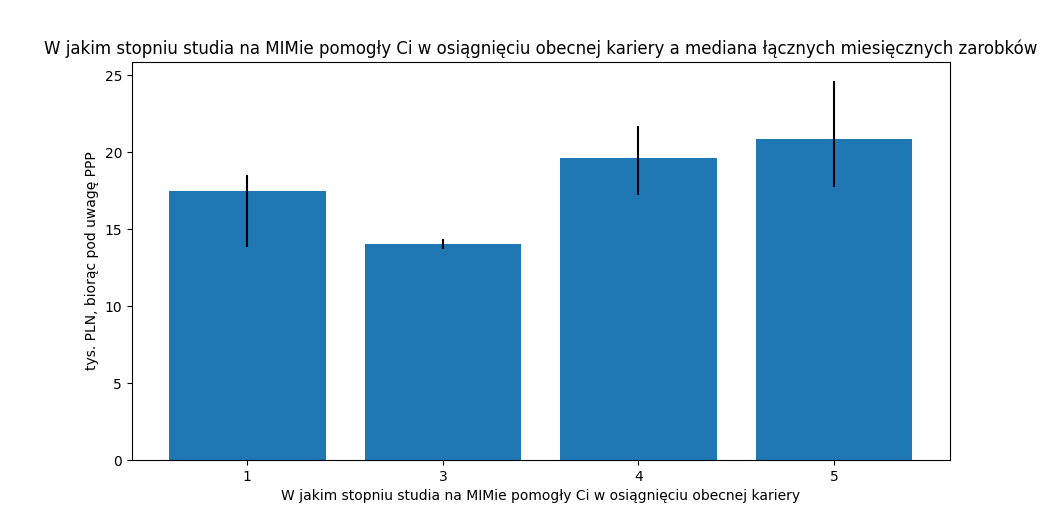 W jakim stopniu studia na MIMie pomogły Ci w osiągnięciu obecnej kariery a mediana łącznych miesięcznych zarobków
tys. PLN, biorąc pod uwagę PPP
25
20
15
10
5
0
1 3 4 5
W jakim stopniu studia na MIMie pomogły Ci w osiągnięciu obecnej kariery